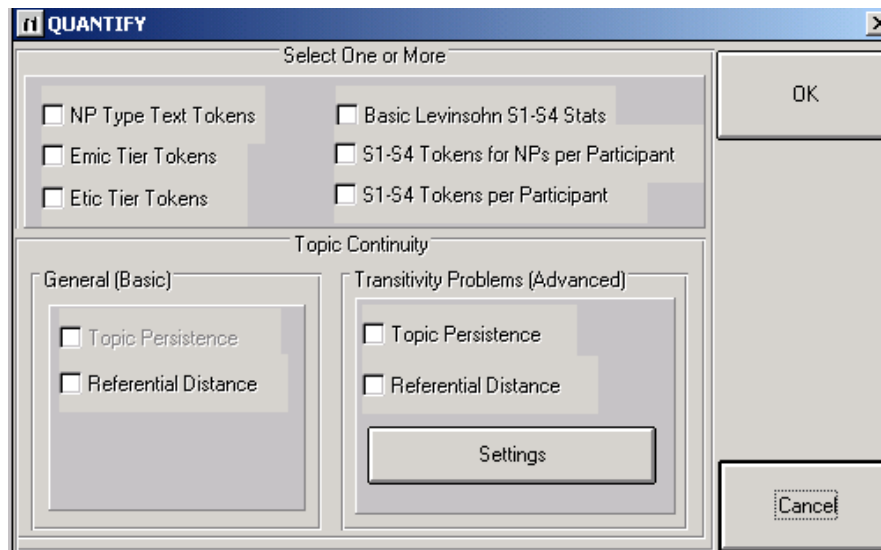 QUANTIFY
Select One or More
NP Type Text Tokens
Emic Tier Tokens
Etic Tier Tokens
Basic Levinsohn S1-S4 Stats
S1-S4 Tokens for NPs per Participant
S1-S4 Tokens per Participant
Topic Continuity
General (Basic)
Topic Persistence
Referential Distance
Transitivity Problems (Advanced)
Topic Persistence
Referential Distance
Settings
OK
Cancel